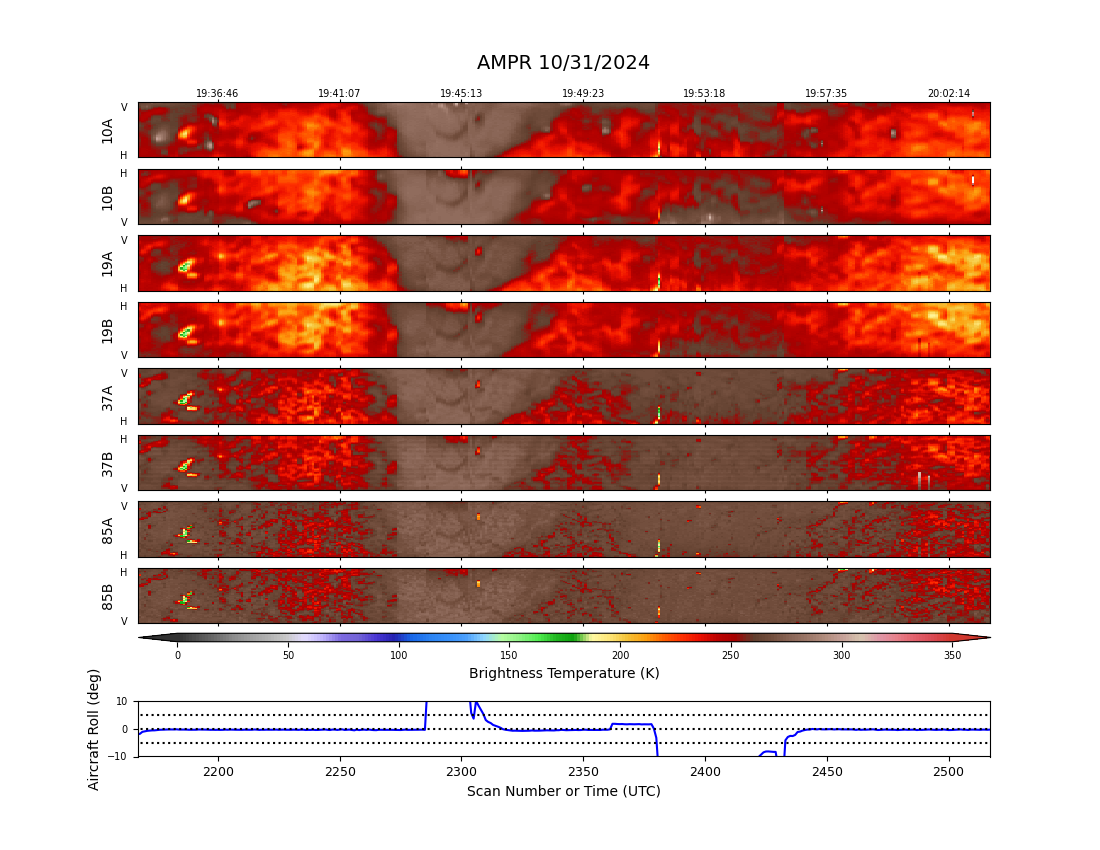 AMPR 10/31/2024
19:36:46 19:41:07 19:45:13 19:49:23 19:53:18 19:57:35 20:02:14
V
10A
H
H
10B
V
V
19A
H
H
19B
V
V
37A
H
H
37B
V
V
85A
H
H
85B
V
0 50 100 150 200 250 300 350
Brightness Temperature (K)
Aircraft Roll (deg)
10
0
−10
2200 2250 2300 2350 2400 2450 2500
Scan Number or Time (UTC)